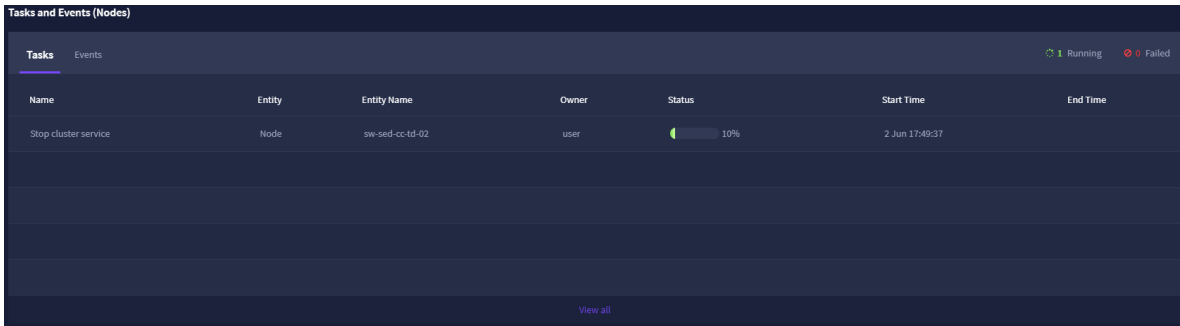 Tasks and Events (Nodes)
Tasks Events 1 Running 0 Failed
Name Entity Entity Name Owner Status Start Time End Time
Stop cluster service Node sw-sed-cc-td-02 user 10% 2 Jun 17:49:37
View all